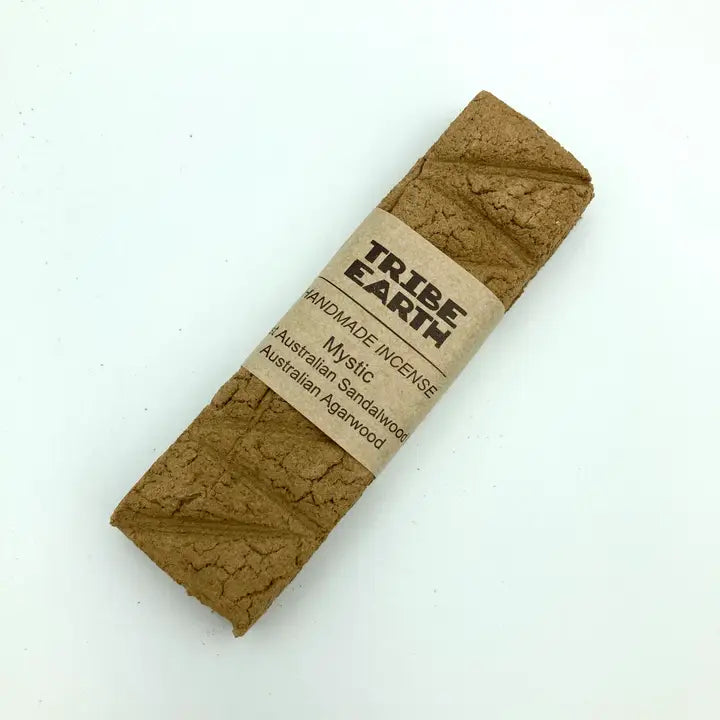 TRIBE
EARTH
HANDMADE INCENSE
Mystic
Australian Sandalwood
Australian Agarwood